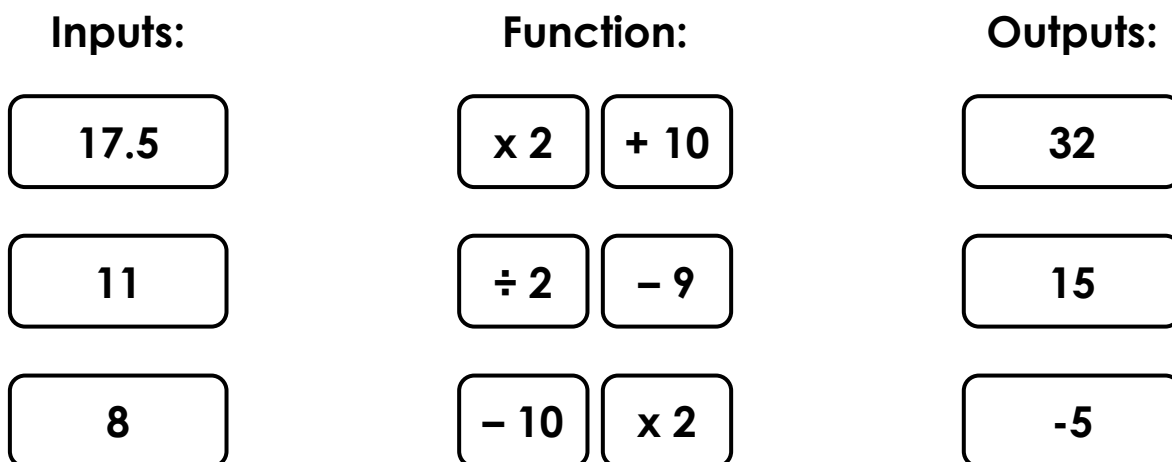 Inputs: Function: Outputs:
17.5 x 2 + 10 32
11 ÷ 2 – 9 15
8 – 10 x 2 -5